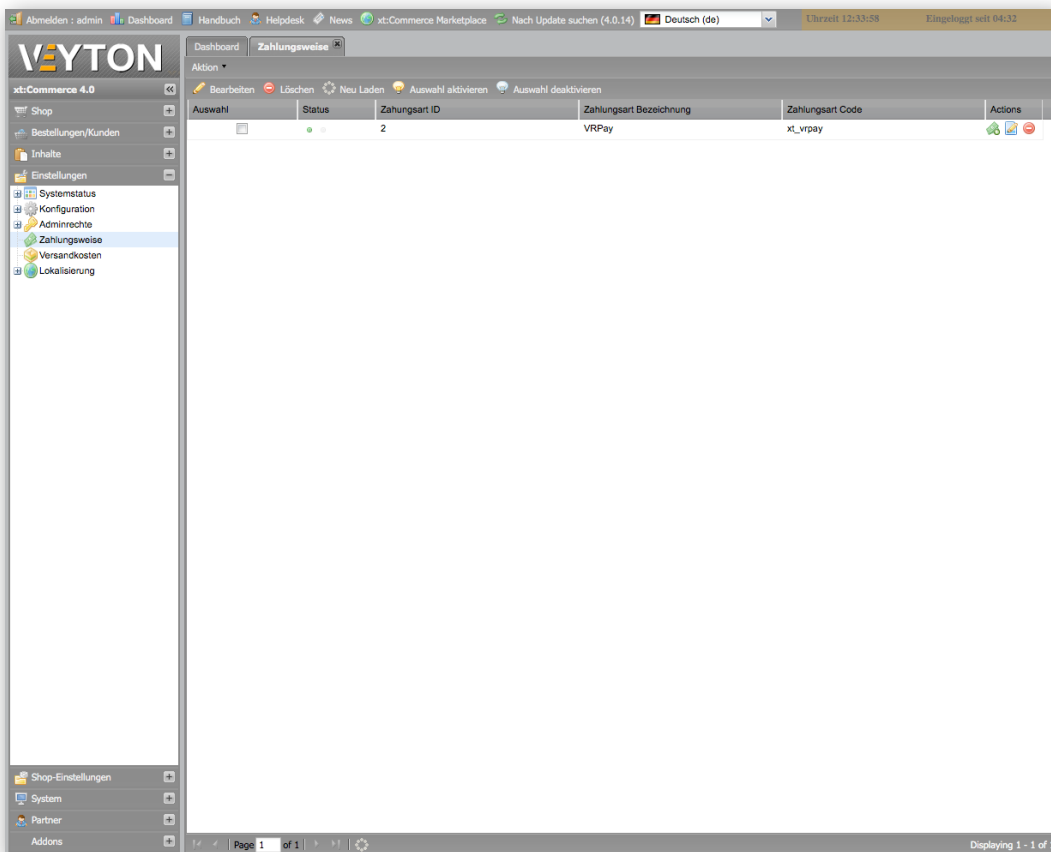 Abmelden : admin Dashboard Handbuch Helpdesk News xt:Commerce Marketplace Nach Update suchen (4.0.14) Deutsch (de) Uhrzeit 12:33:58 Eingeloggt seit 04:32
VEYTON
Dashboard Zahlungsweise
Aktion
xt:Commerce 4.0
Bearbeiten Löschen Neu Laden Auswahl aktivieren Auswahl deaktivieren
Auswahl Status Zahungsart ID Zahlungsart Bezeichnung Zahlungsart Code Actions
2 VRPay xt_vrpay
Shop
Bestellungen/Kunden
Inhalte
Einstellungen
Systemstatus
Konfiguration
Adminrechte
Zahlungsweise
Versandkosten
Lokalisierung
Shop-Einstellungen
System
Partner
Addons
Page 1 of 1 Displaying 1 - 1 of